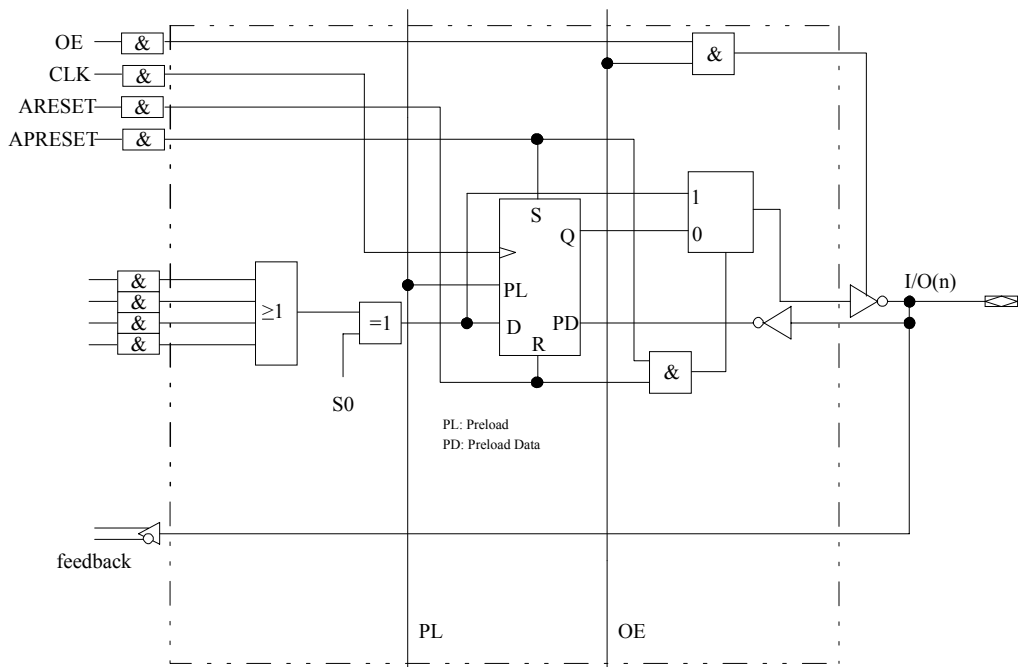 OE &
CLK &
ARESET &
APRESET &
&
1
0
S
Q
PL
D
PD
R
&
&
&
&
≥1
=1
S0
&
I/O(n)
PL: Preload
PD: Preload Data
feedback
PL
OE